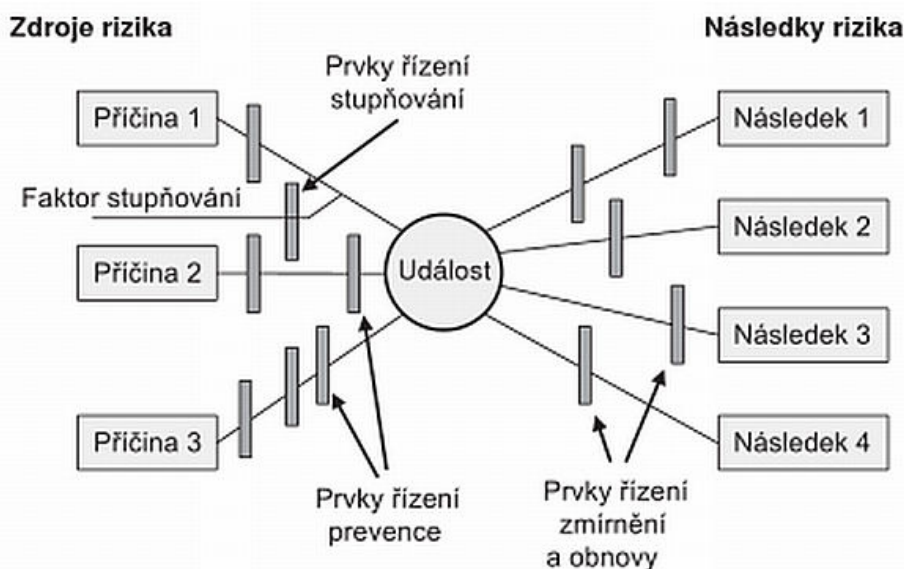 Zdroje rizika
Následky rizika
Prvky řízení
stupňování
Příčina 1
Následek 1
Faktor stupňování
Následek 2
Příčina 2
Událost
Následek 3
Příčina 3
Následek 4
Prvky řízení
prevence
Prvky řízení
zmírnění
a obnovy